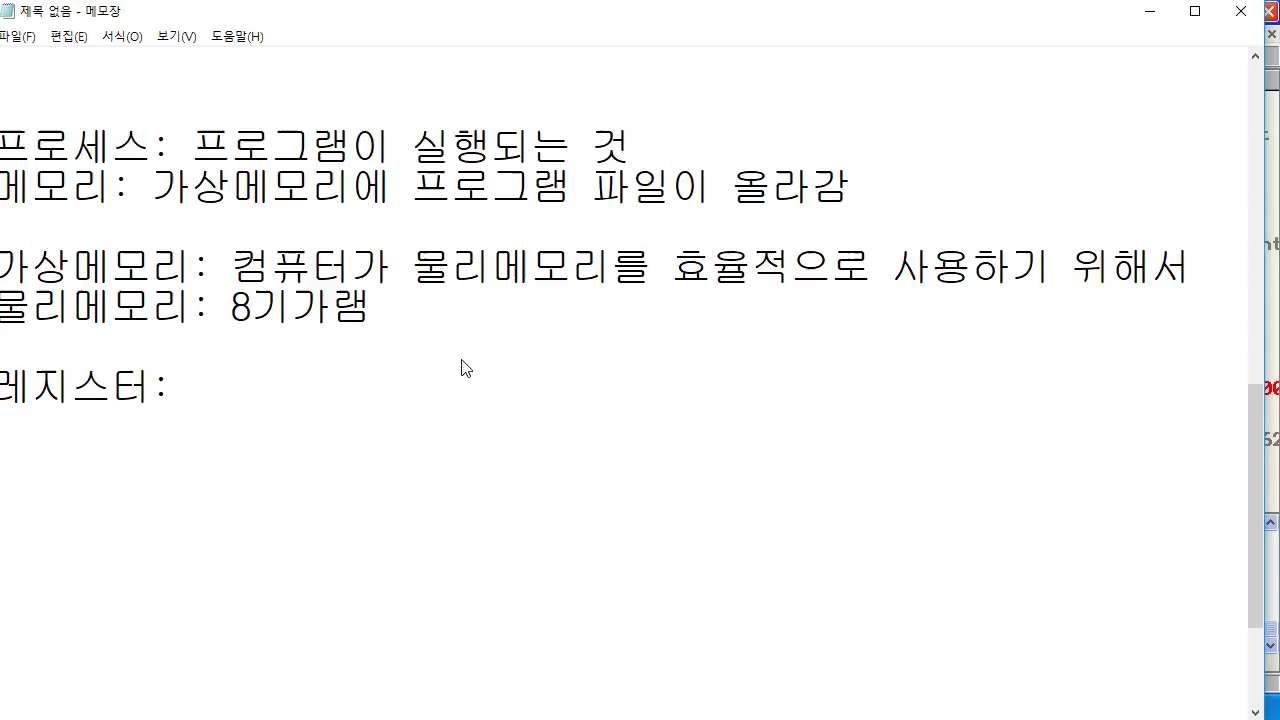 제목 없음 - 메모장
파일(F) 편집(E) 서식(O) 보기(V) 도움말(H)
프로세스: 프로그램이 실행되는 것
메모리: 가상메모리에 프로그램 파일이 올라감
가상메모리: 컴퓨터가 물리메모리를 효율적으로 사용하기 위해서
물리메모리: 8기가램
레지스터: